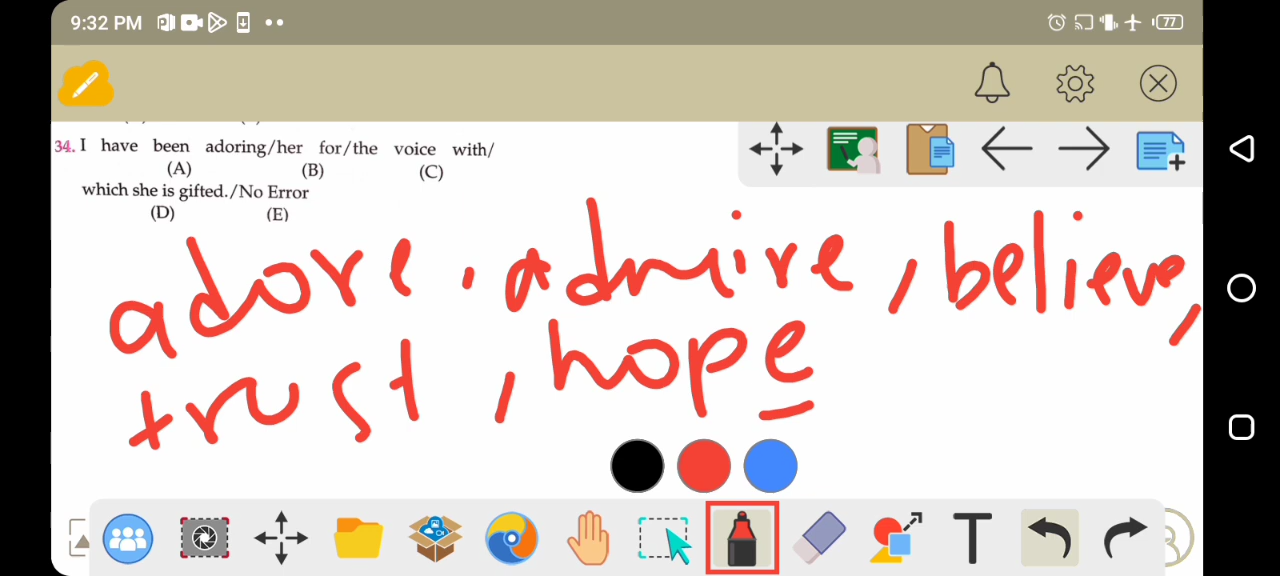 9:32 PM
77
34. I have been adoring/her for/the voice with/
(A) (B) (C)
which she is gifted./No Error
(D) (E)
adore, admire, believe,
trust, hope
T